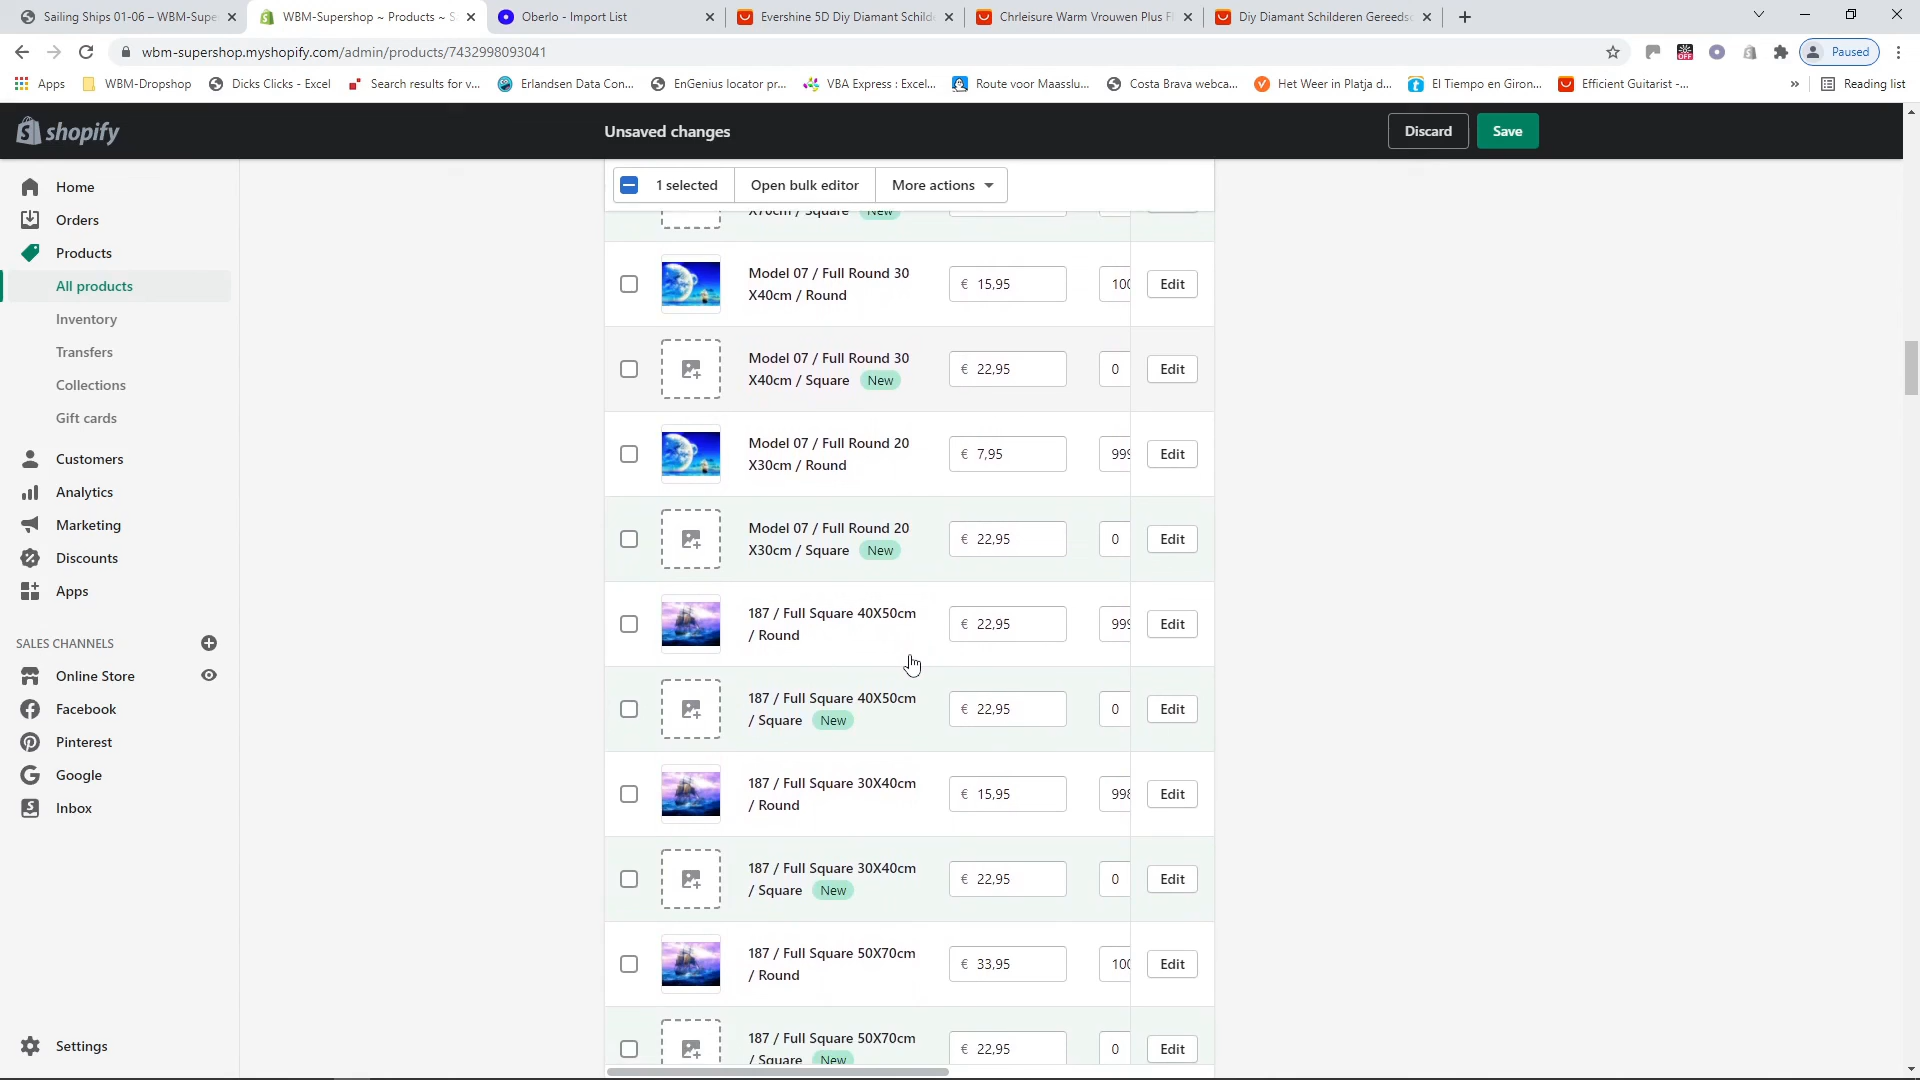 Sailing Ships 01-06 – WBM-Supe
WBM-Supershop ~ Products ~ S
Oberlo - Import List
Evershine 5D Diy Diamant Schild
Chrleisure Warm Vrouwen Plus F
Diy Diamant Schilderen Gereeds
wbm-supershop.myshopify.com/admin/products/7432998093041
Paused
Apps
WBM-Dropshop
Dicks Clicks - Excel
Search results for v...
Erlandsen Data Con...
EnGenius locator pr...
VBA Express : Excel...
Route voor Maasslu...
Costa Brava webca...
Het Weer in Platja d...
El Tiempo en Giron...
Efficient Guitarist -...
»
Reading list
shopify
Unsaved changes
Discard
Save
Home
Orders
Products
All products
Inventory
Transfers
Collections
Gift cards
Customers
Analytics
Marketing
Discounts
Apps
SALES CHANNELS
Online Store
Facebook
Pinterest
Google
Inbox
Settings
1 selected
Open bulk editor
More actions
X70cm / Square New
Model 07 / Full Round 30
X40cm / Round
€ 15,95
100
Edit
Model 07 / Full Round 30
X40cm / Square New
€ 22,95
0
Edit
Model 07 / Full Round 20
X30cm / Round
€ 7,95
999
Edit
Model 07 / Full Round 20
X30cm / Square New
€ 22,95
0
Edit
187 / Full Square 40X50cm
/ Round
€ 22,95
999
Edit
187 / Full Square 40X50cm
/ Square New
€ 22,95
0
Edit
187 / Full Square 30X40cm
/ Round
€ 15,95
998
Edit
187 / Full Square 30X40cm
/ Square New
€ 22,95
0
Edit
187 / Full Square 50X70cm
/ Round
€ 33,95
100
Edit
187 / Full Square 50X70cm
/ Square New
€ 22,95
0
Edit